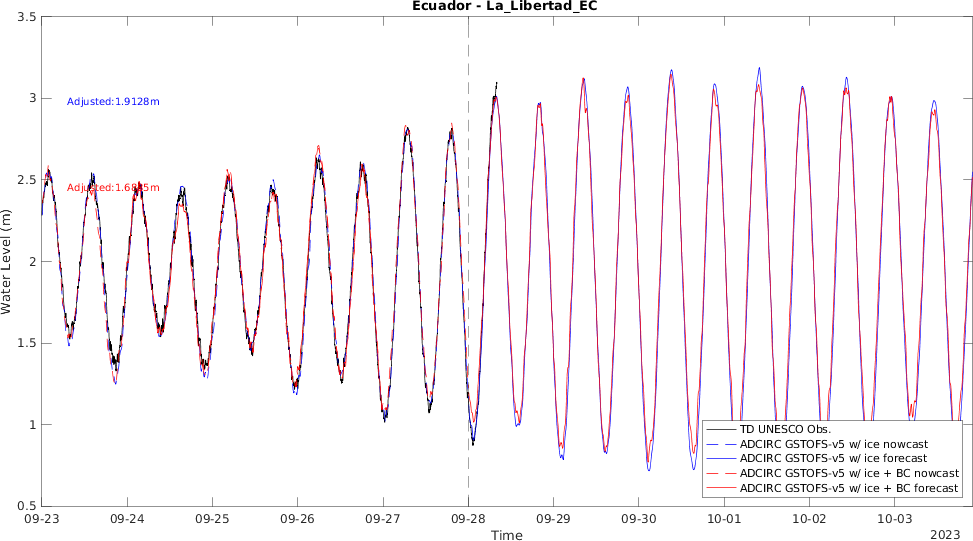 Ecuador - La_Libertad_EC
3.5
3
2.5
2
1.5
1
0.5
Water Level (m)
Adjusted:1.9128m
TD UNESCO Obs.
ADCIRC GSTOFS-v5 w/ ice nowcast
ADCIRC GSTOFS-v5 w/ ice forecast
ADCIRC GSTOFS-v5 w/ ice + BC nowcast
ADCIRC GSTOFS-v5 w/ ice + BC forecast
09-23
09-24
09-25
09-26
09-27
09-28
09-29
09-30
10-01
10-02
10-03
Time
2023